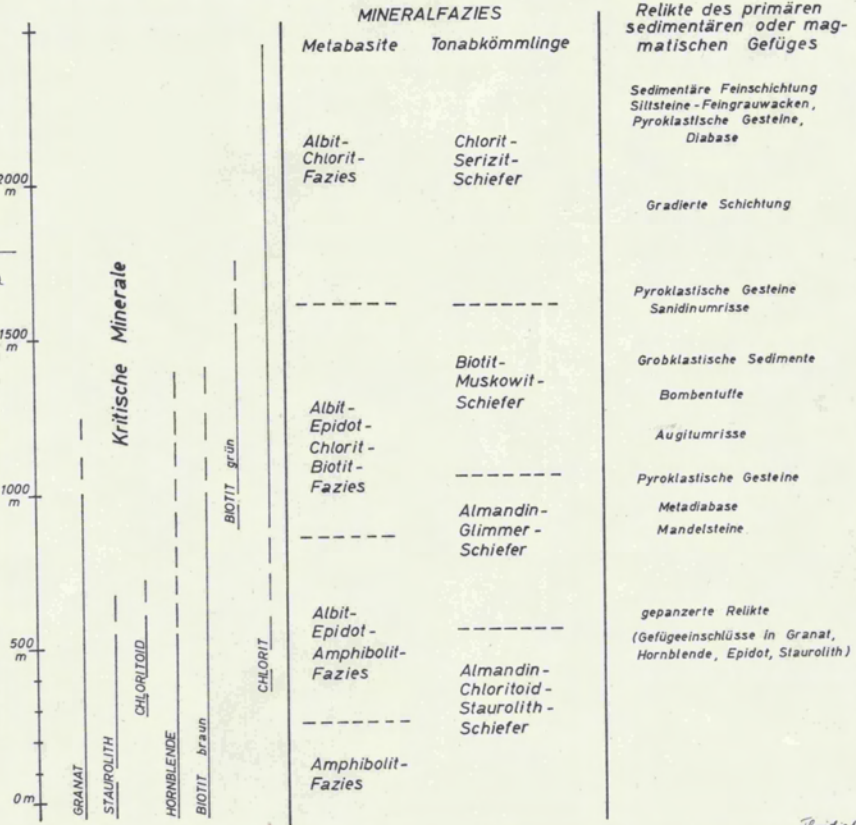 MINERALFAZIES
Metabasite
Tonabkömmlinge
Relikte des primären
sedimentären oder mag-
matischen Gefüges
2000
m
1500
m
1000
m
500
m
0 m
Kritische Minerale
GRANAT
STAUROLITH
CHLORITOID
HORNBLENDE
BIOTIT braun
BIOTIT grün
CHLORIT
Albit-
Chlorit-
Fazies
Albit-
Epidot-
Chlorit-
Biotit-
Fazies
Albit-
Epidot-
Amphibolit-
Fazies
Amphibolit-
Fazies
Chlorit-
Serizit-
Schiefer
Biotit-
Muskowit-
Schiefer
Almandin-
Glimmer-
Schiefer
Almandin-
Chloritoid-
Staurolith-
Schiefer
Sedimentäre Feinschichtung
Siltsteine-Feingrauwacken,
Pyroklastische Gesteine,
Diabase
Gradierte Schichtung
Pyroklastische Gesteine
Sanidinumrisse
Grobklastische Sedimente
Bombentuffe
Augitumrisse
Pyroklastische Gesteine
Metadiabase
Mandelsteine
gepanzerte Relikte
(Gefügeeinschlüsse in Granat,
Hornblende, Epidot, Staurolith)